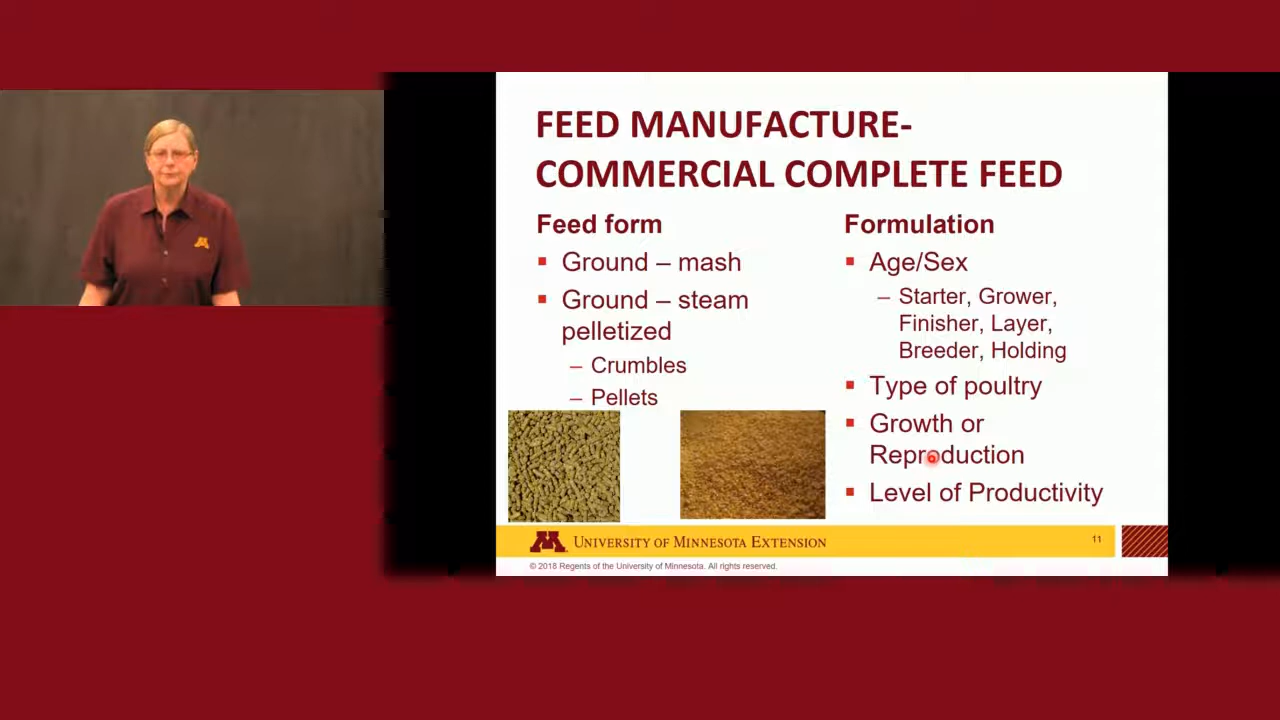 FEED MANUFACTURE-
COMMERCIAL COMPLETE FEED
Feed form
▪ Ground – mash
▪ Ground – steam
pelletized
– Crumbles
– Pellets
Formulation
▪ Age/Sex
– Starter, Grower,
Finisher, Layer,
Breeder, Holding
▪ Type of poultry
▪ Growth or
Reproduction
▪ Level of Productivity
M UNIVERSITY OF MINNESOTA EXTENSION
11
© 2018 Regents of the University of Minnesota. All rights reserved.
M